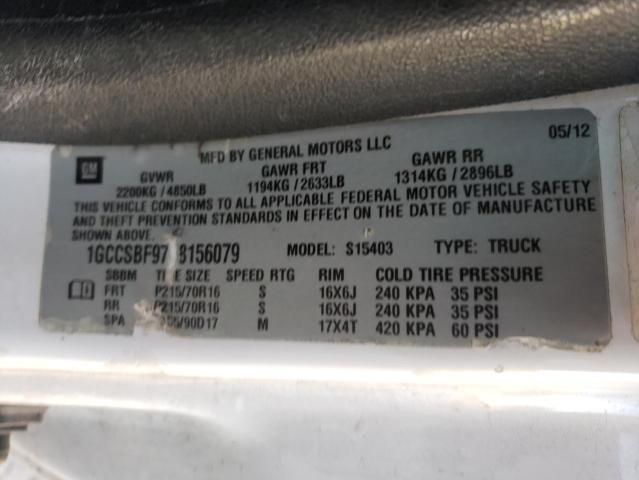 GM
05/12
MFD BY GENERAL MOTORS LLC
GVWR GAWR FRT GAWR RR
2200KG / 4850LB 1194KG / 2633LB 1314KG / 2896LB
THIS VEHICLE CONFORMS TO ALL APPLICABLE FEDERAL MOTOR VEHICLE SAFETY
AND THEFT PREVENTION STANDARDS IN EFFECT ON THE DATE OF MANUFACTURE
SHOWN ABOVE.
MODEL: S15403 TYPE: TRUCK
SBBM TIRE SIZE SPEED RTG RIM COLD TIRE PRESSURE
FRT P215/70R16 S 16X6J 240 KPA 35 PSI
RR P215/70R16 S 16X6J 240 KPA 35 PSI
SPA M 17X4T 420 KPA 60 PSI